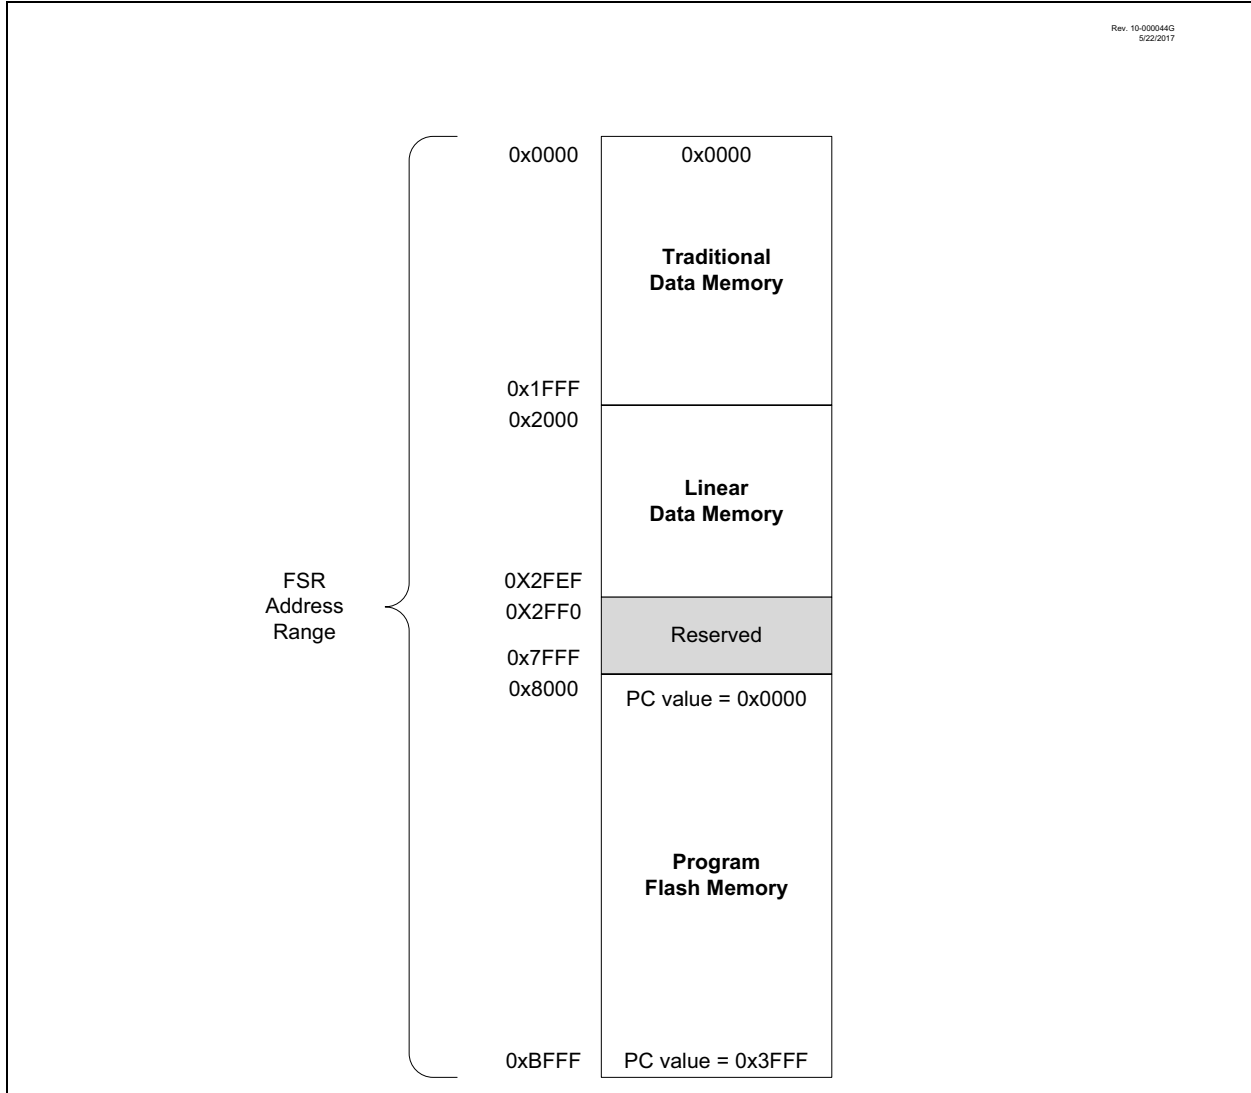 Rev. 10-000044G
5/22/2017
0x0000
0x0000
Traditional
Data Memory
0x1FFF
0x2000
Linear
Data Memory
FSR
Address
Range
0X2FEF
0X2FF0
Reserved
0x7FFF
0x8000
PC value = 0x0000
Program
Flash Memory
0xBFFF
PC value = 0x3FFF